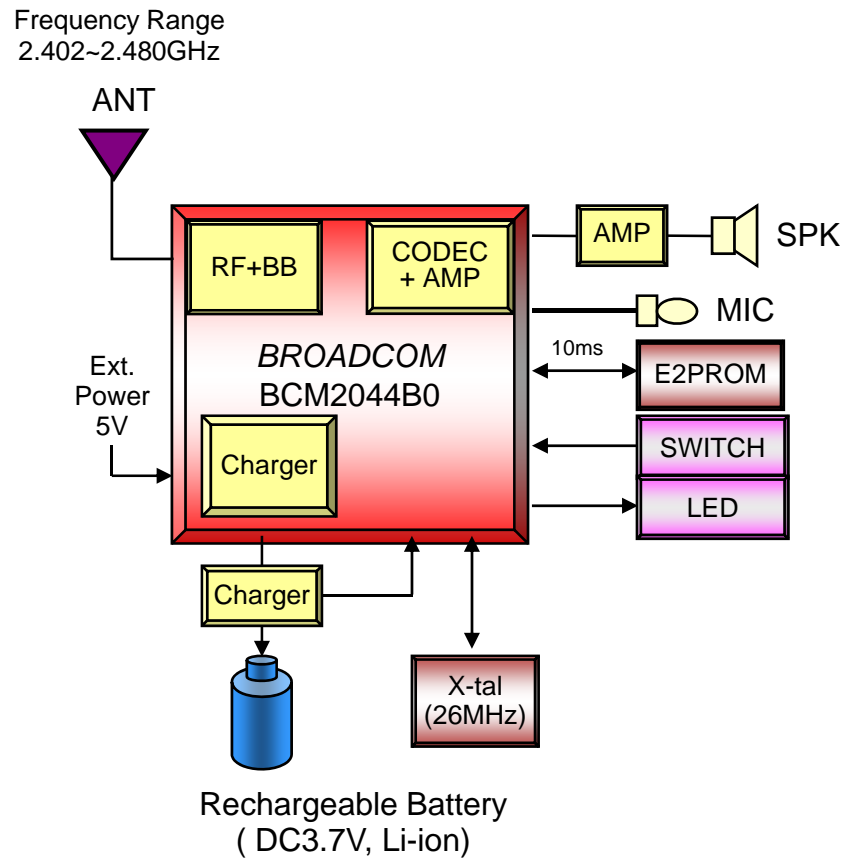 Frequency Range
2.402~2.480GHz
ANT
RF+BB
CODEC
+ AMP
AMP
SPK
MIC
BROADCOM
BCM2044B0
10ms
E2PROM
Ext.
Power
5V
Charger
SWITCH
LED
Charger
X-tal
(26MHz)
Rechargeable Battery
( DC3.7V, Li-ion)